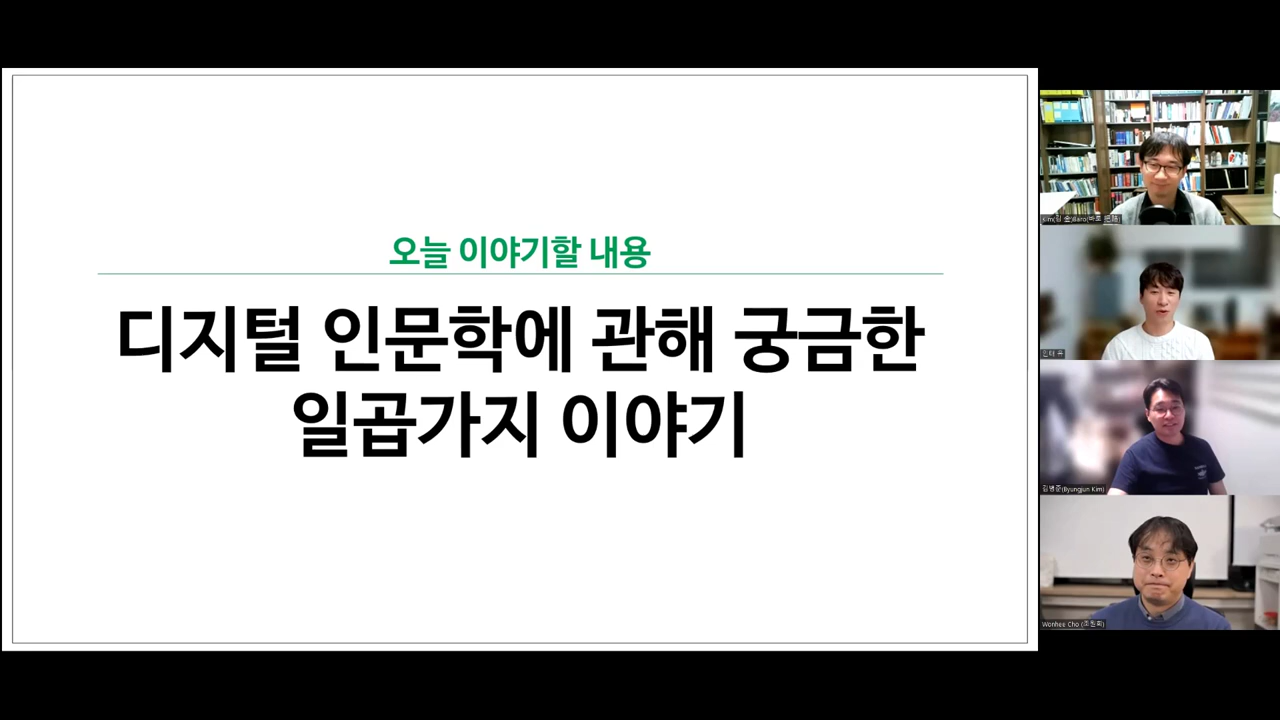 오늘 이야기할 내용
디지털 인문학에 관해 궁금한
일곱가지 이야기
김병준(Byungjun Kim)
Wonhee Cho (조원희)